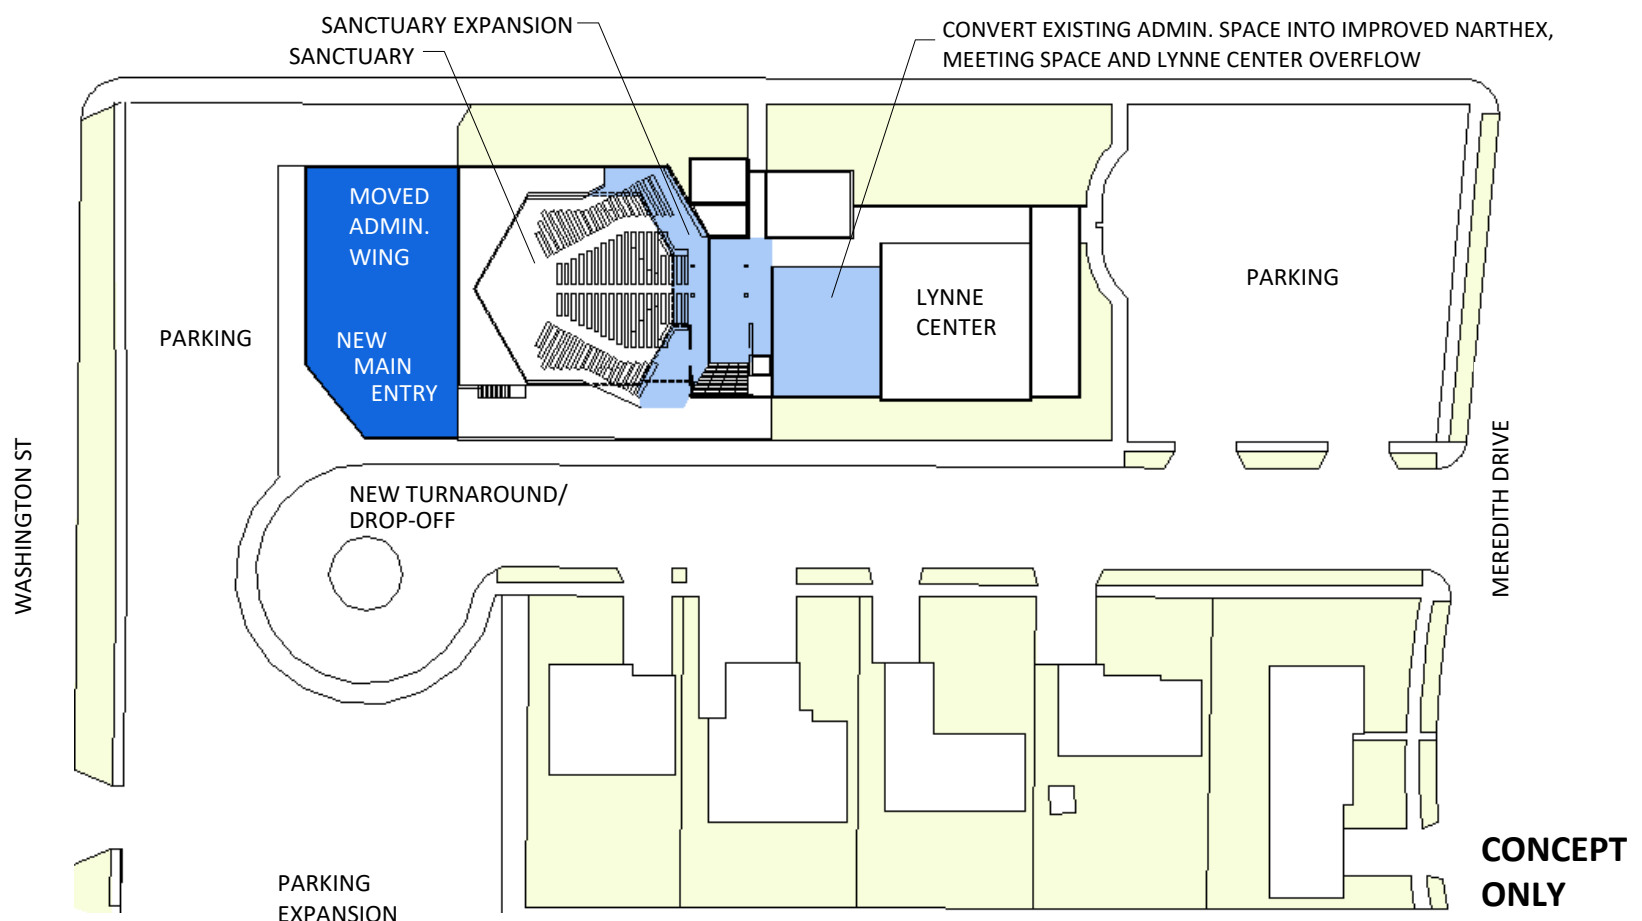 SANCTUARY EXPANSION
SANCTUARY
CONVERT EXISTING ADMIN. SPACE INTO IMPROVED NARTHEX,
MEETING SPACE AND LYNNE CENTER OVERFLOW
MOVED
ADMIN.
WING
NEW
MAIN
ENTRY
PARKING
LYNNE
CENTER
PARKING
WASHINGTON ST
NEW TURNAROUND/
DROP-OFF
MEREDITH DRIVE
PARKING
EXPANSION
CONCEPT
ONLY